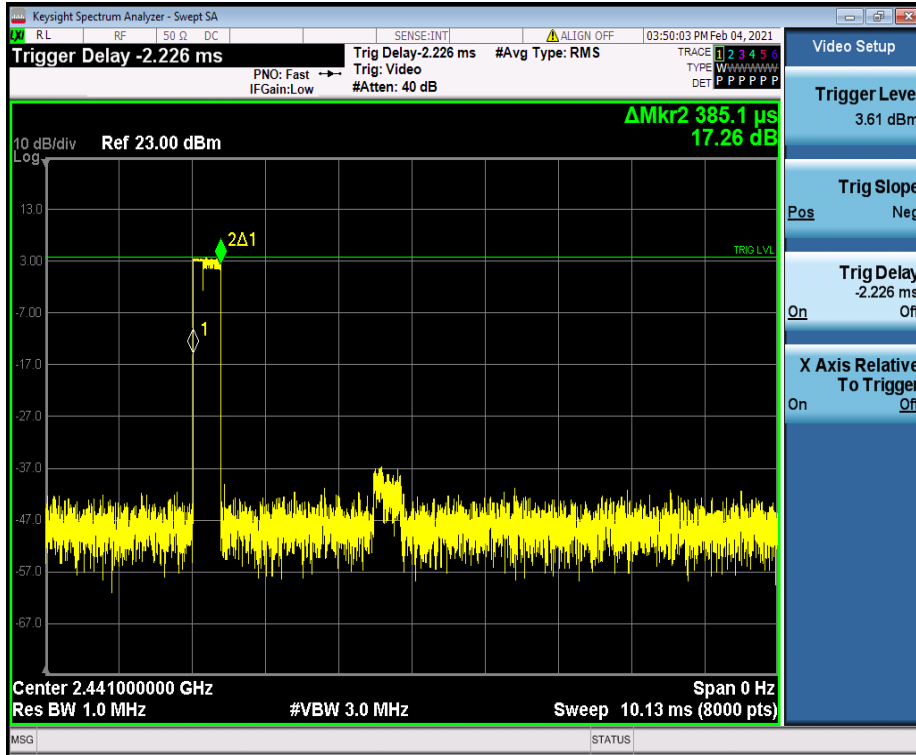 Keysight Spectrum Analyzer - Swept SA
LXI RL RF 50 Ω DC SENSE:INT ALIGN OFF 03:50:03 PM Feb 04, 2021
Trigger Delay -2.226 ms
PNO: Fast
IFGain:Low
Trig Delay-2.226 ms
Trig: Video
#Atten: 40 dB
#Avg Type: RMS
TRACE 1 2 3 4 5 6
TYPE WWWWWW
DET P P P P P P
ΔMkr2 385.1 µs
17.26 dB
10 dB/div Ref 23.00 dBm
Log
13.0
2Δ1
TRIG LVL
3.00
-7.00
1
-17.0
-27.0
-37.0
-47.0
-57.0
-67.0
Center 2.441000000 GHz Span 0 Hz
Res BW 1.0 MHz #VBW 3.0 MHz Sweep 10.13 ms (8000 pts)
MSG STATUS
Video Setup
Trigger Leve
3.61 dBm
Trig Slope
Pos Neg
Trig Delay
-2.226 ms
On Off
X Axis Relative
To Trigger
On Off